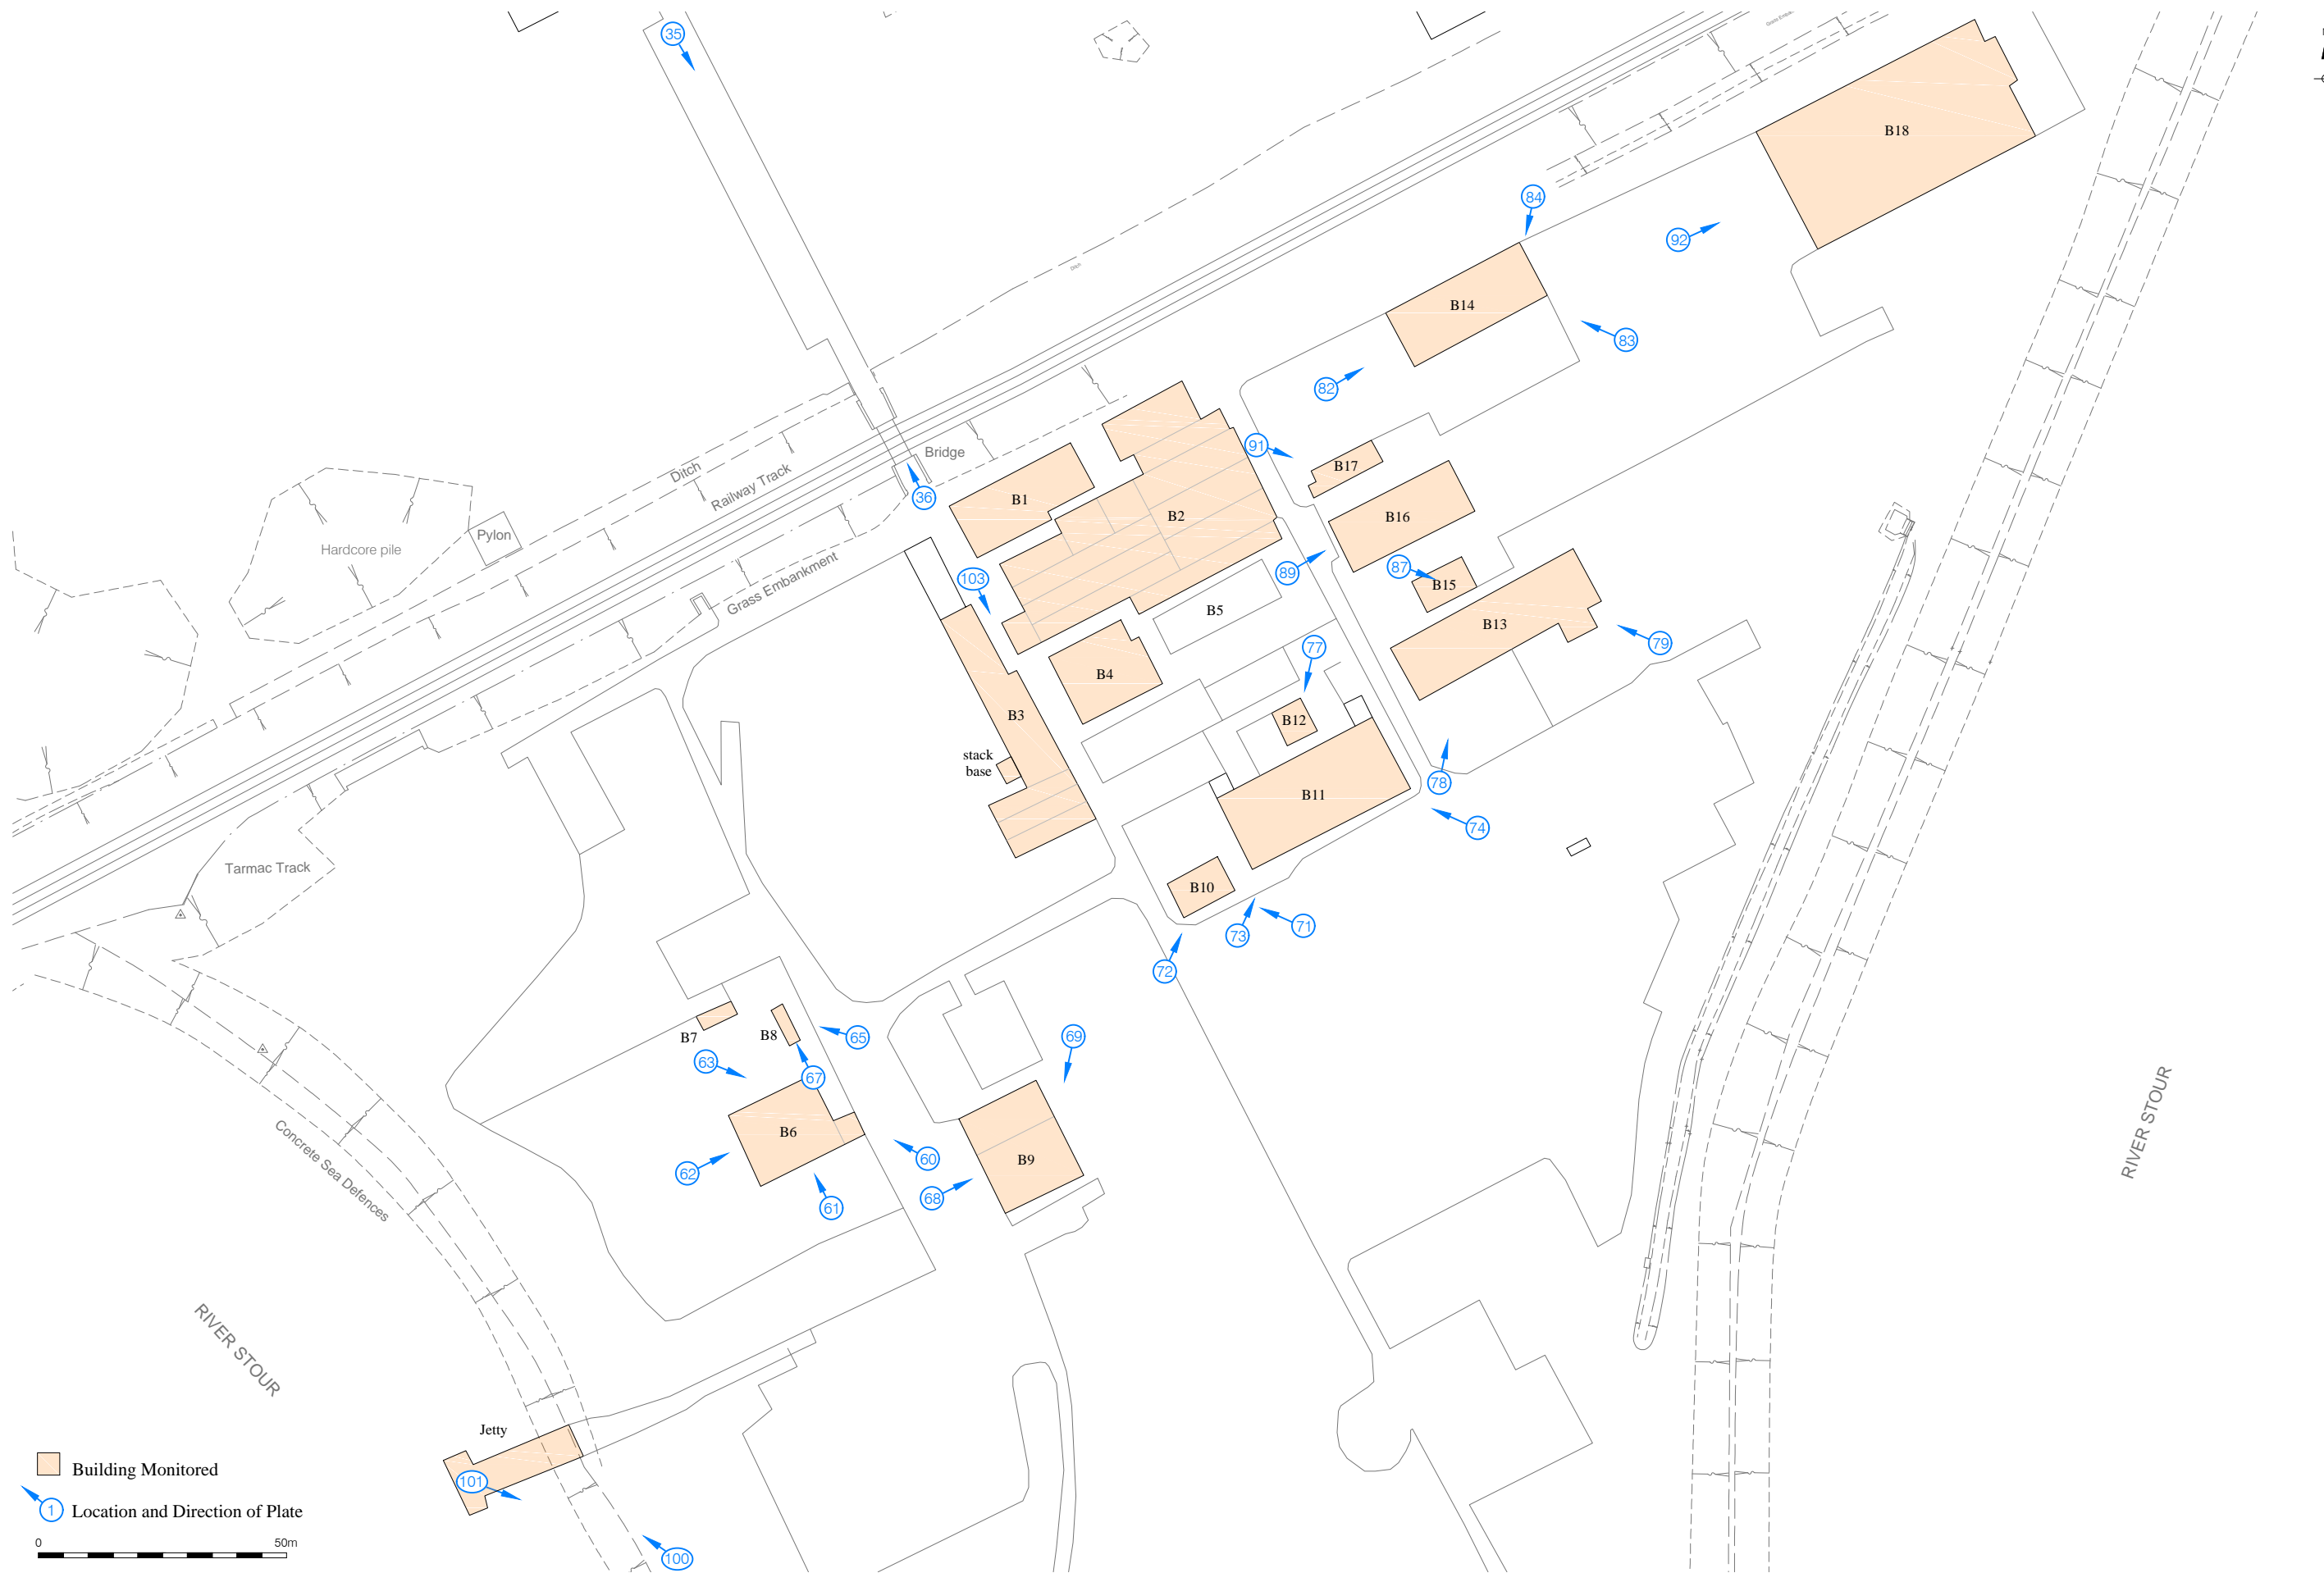 35
B18
84
92
B14
83
82
Ditch
91
Bridge
B17
Ditch
Railway Track
36
B1
B2
B16
Pylon
Hardcore pile
Grass Embankment
103
89
87
B15
B5
B13
79
77
B4
B3
B12
stack
base
78
B11
74
Tarmac Track
B10
73
71
72
B7
B8
65
69
63
67
B6
B9
60
62
61
68
Concrete Sea Defences
RIVER STOUR
RIVER STOUR
Jetty
101
100
Building Monitored
1
Location and Direction of Plate
0
50m